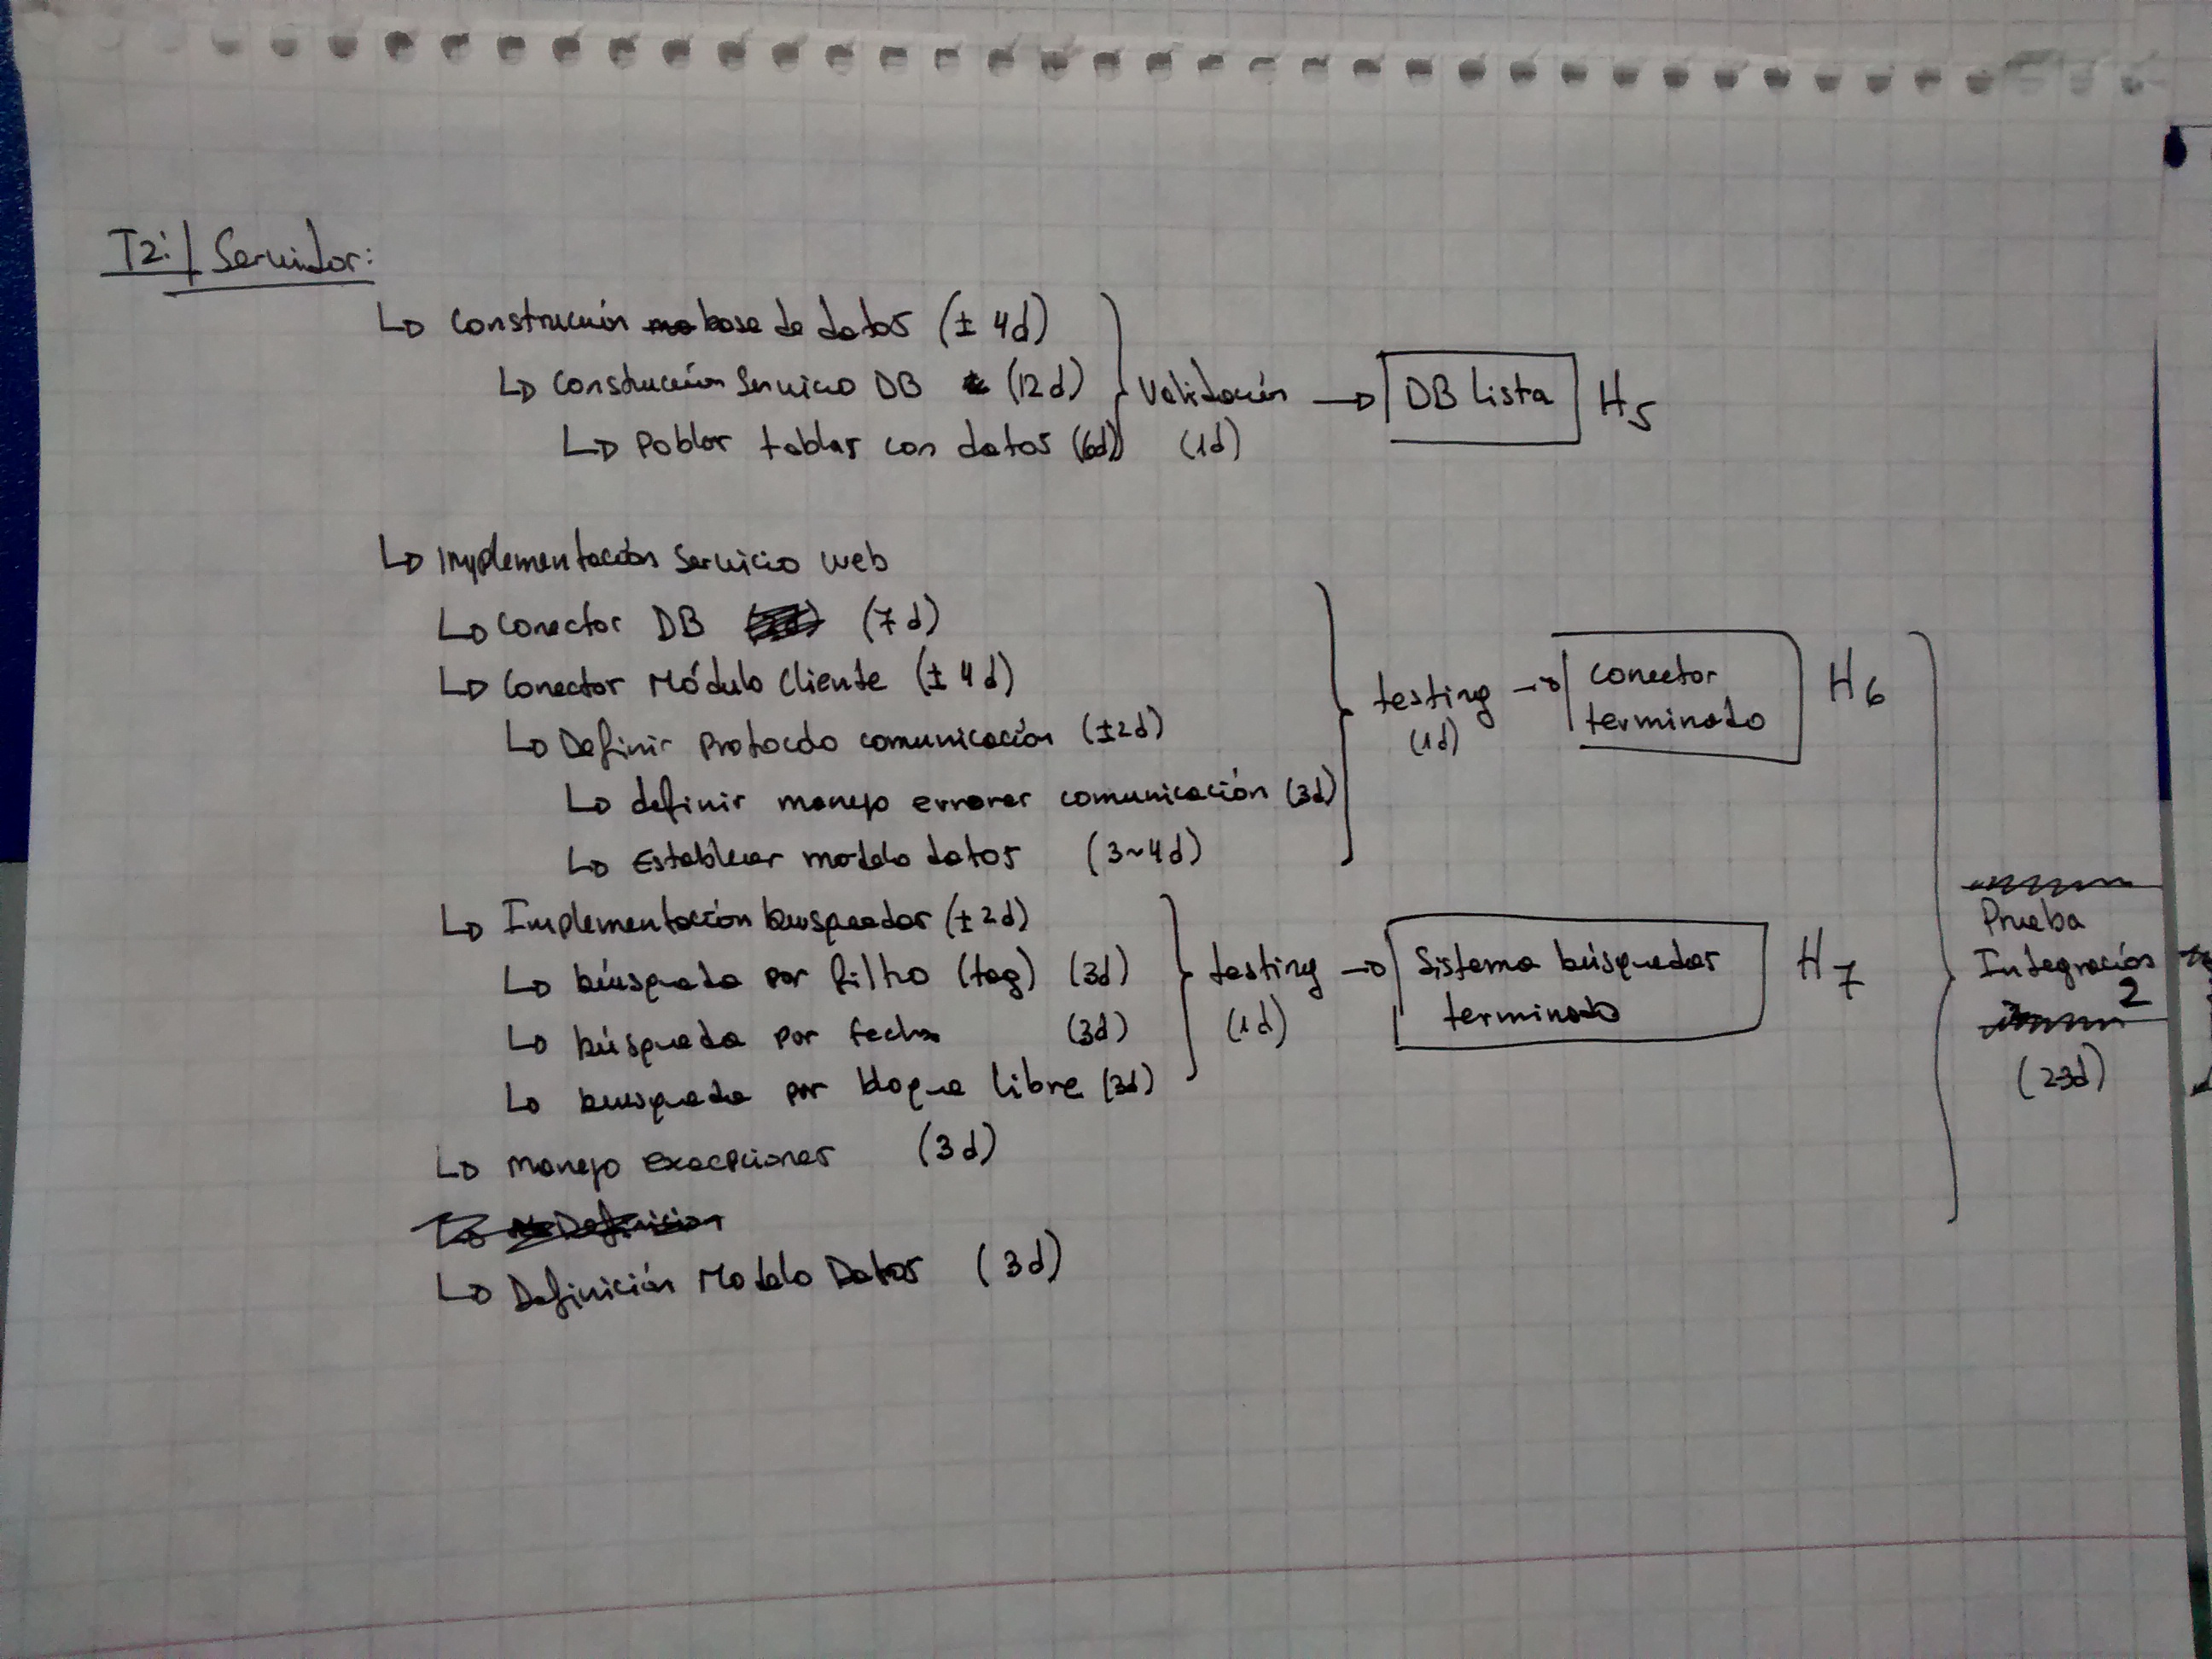 T2: | Servidor:
↳ Construcción base de datos (± 4d)
↳ Construcción Servicio DB (12d)
↳ Poblar tablas con datos (6d)
Validación
(1d)
→ DB Lista H5
↳ Implementación Servicio web
↳ Conector DB (7d)
↳ Conector Módulo Cliente (± 4d)
↳ Definir Protocolo comunicación (±2d)
↳ definir manejo errores comunicación (3d)
↳ Establecer modelo datos (3~4d)
testing →
(1d)
conector
terminado
H6
↳ Implementación buscador (± 2d)
↳ búsqueda por filtro (tag) (3d)
↳ búsqueda por fecha (3d)
↳ búsqueda por bloque libre (3d)
testing →
(1d)
Sistema búsquedas
terminado
H7
↳ manejo excepciones (3d)
↳ Definición Modelo Datos (3d)
Prueba
Integración
2
(2-3d)